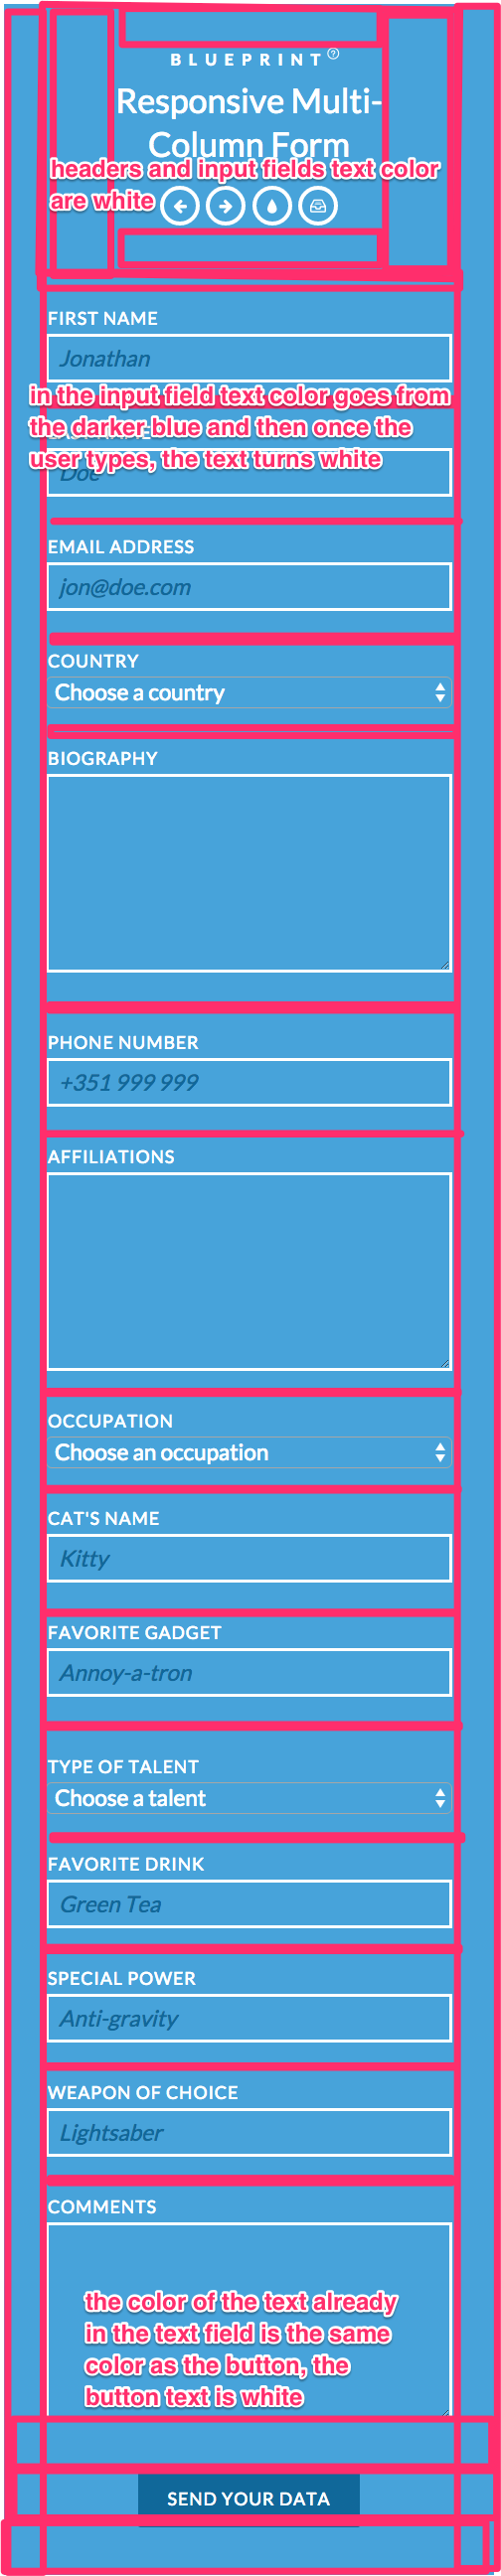 BLUEPRINT
Responsive Multi-
Column Form
headers and input fields text color
are white
FIRST NAME
Jonathan
in the input field text color goes from
the darker blue and then once the
user types, the text turns white
Doe
EMAIL ADDRESS
jon@doe.com
COUNTRY
Choose a country
BIOGRAPHY
PHONE NUMBER
+351 999 999
AFFILIATIONS
OCCUPATION
Choose an occupation
CAT'S NAME
Kitty
FAVORITE GADGET
Annoy-a-tron
TYPE OF TALENT
Choose a talent
FAVORITE DRINK
Green Tea
SPECIAL POWER
Anti-gravity
WEAPON OF CHOICE
Lightsaber
COMMENTS
the color of the text already
in the text field is the same
color as the button, the
button text is white
SEND YOUR DATA